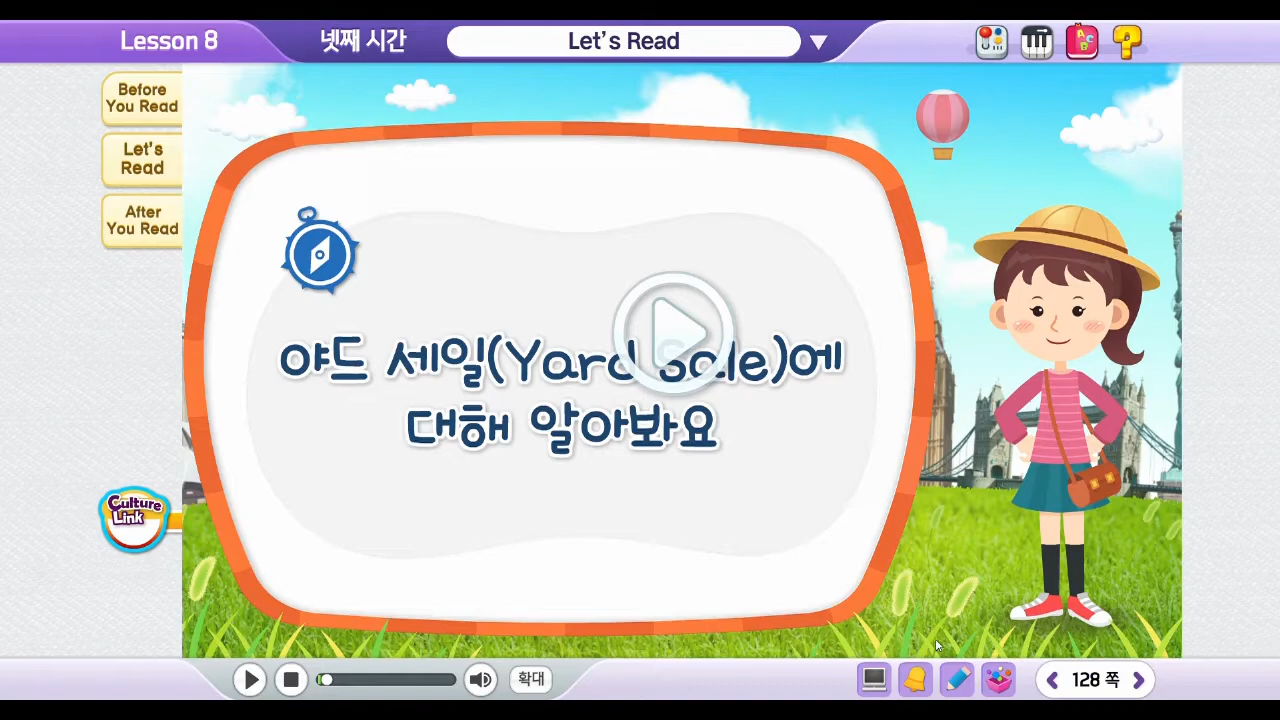 Lesson 8
넷째 시간
Let's Read
Before
You Read
Let's
Read
After
You Read
야드 세일(Yard Sale)에
대해 알아봐요
Culture
Link
확대
128 쪽